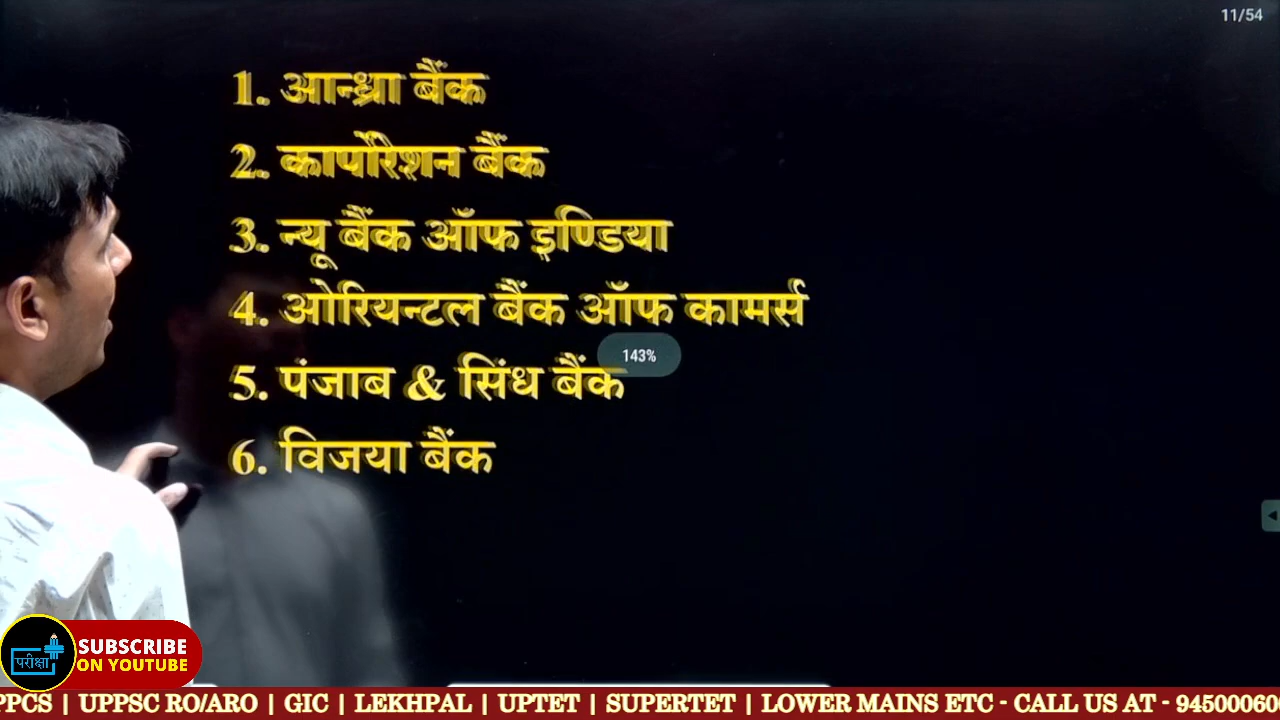 11/54
1. आन्ध्रा बैंक
2. कार्पोरेशन बैंक
3. न्यू बैंक ऑफ इण्डिया
4. ओरियन्टल बैंक ऑफ कामर्स
143%
5. पंजाब & सिंध बैंक
6. विजया बैंक
परीक्षा
SUBSCRIBE
ON YOUTUBE
PPCS | UPPSC RO/ARO | GIC | LEKHPAL | UPTET | SUPERTET | LOWER MAINS ETC - CALL US AT - 94500060